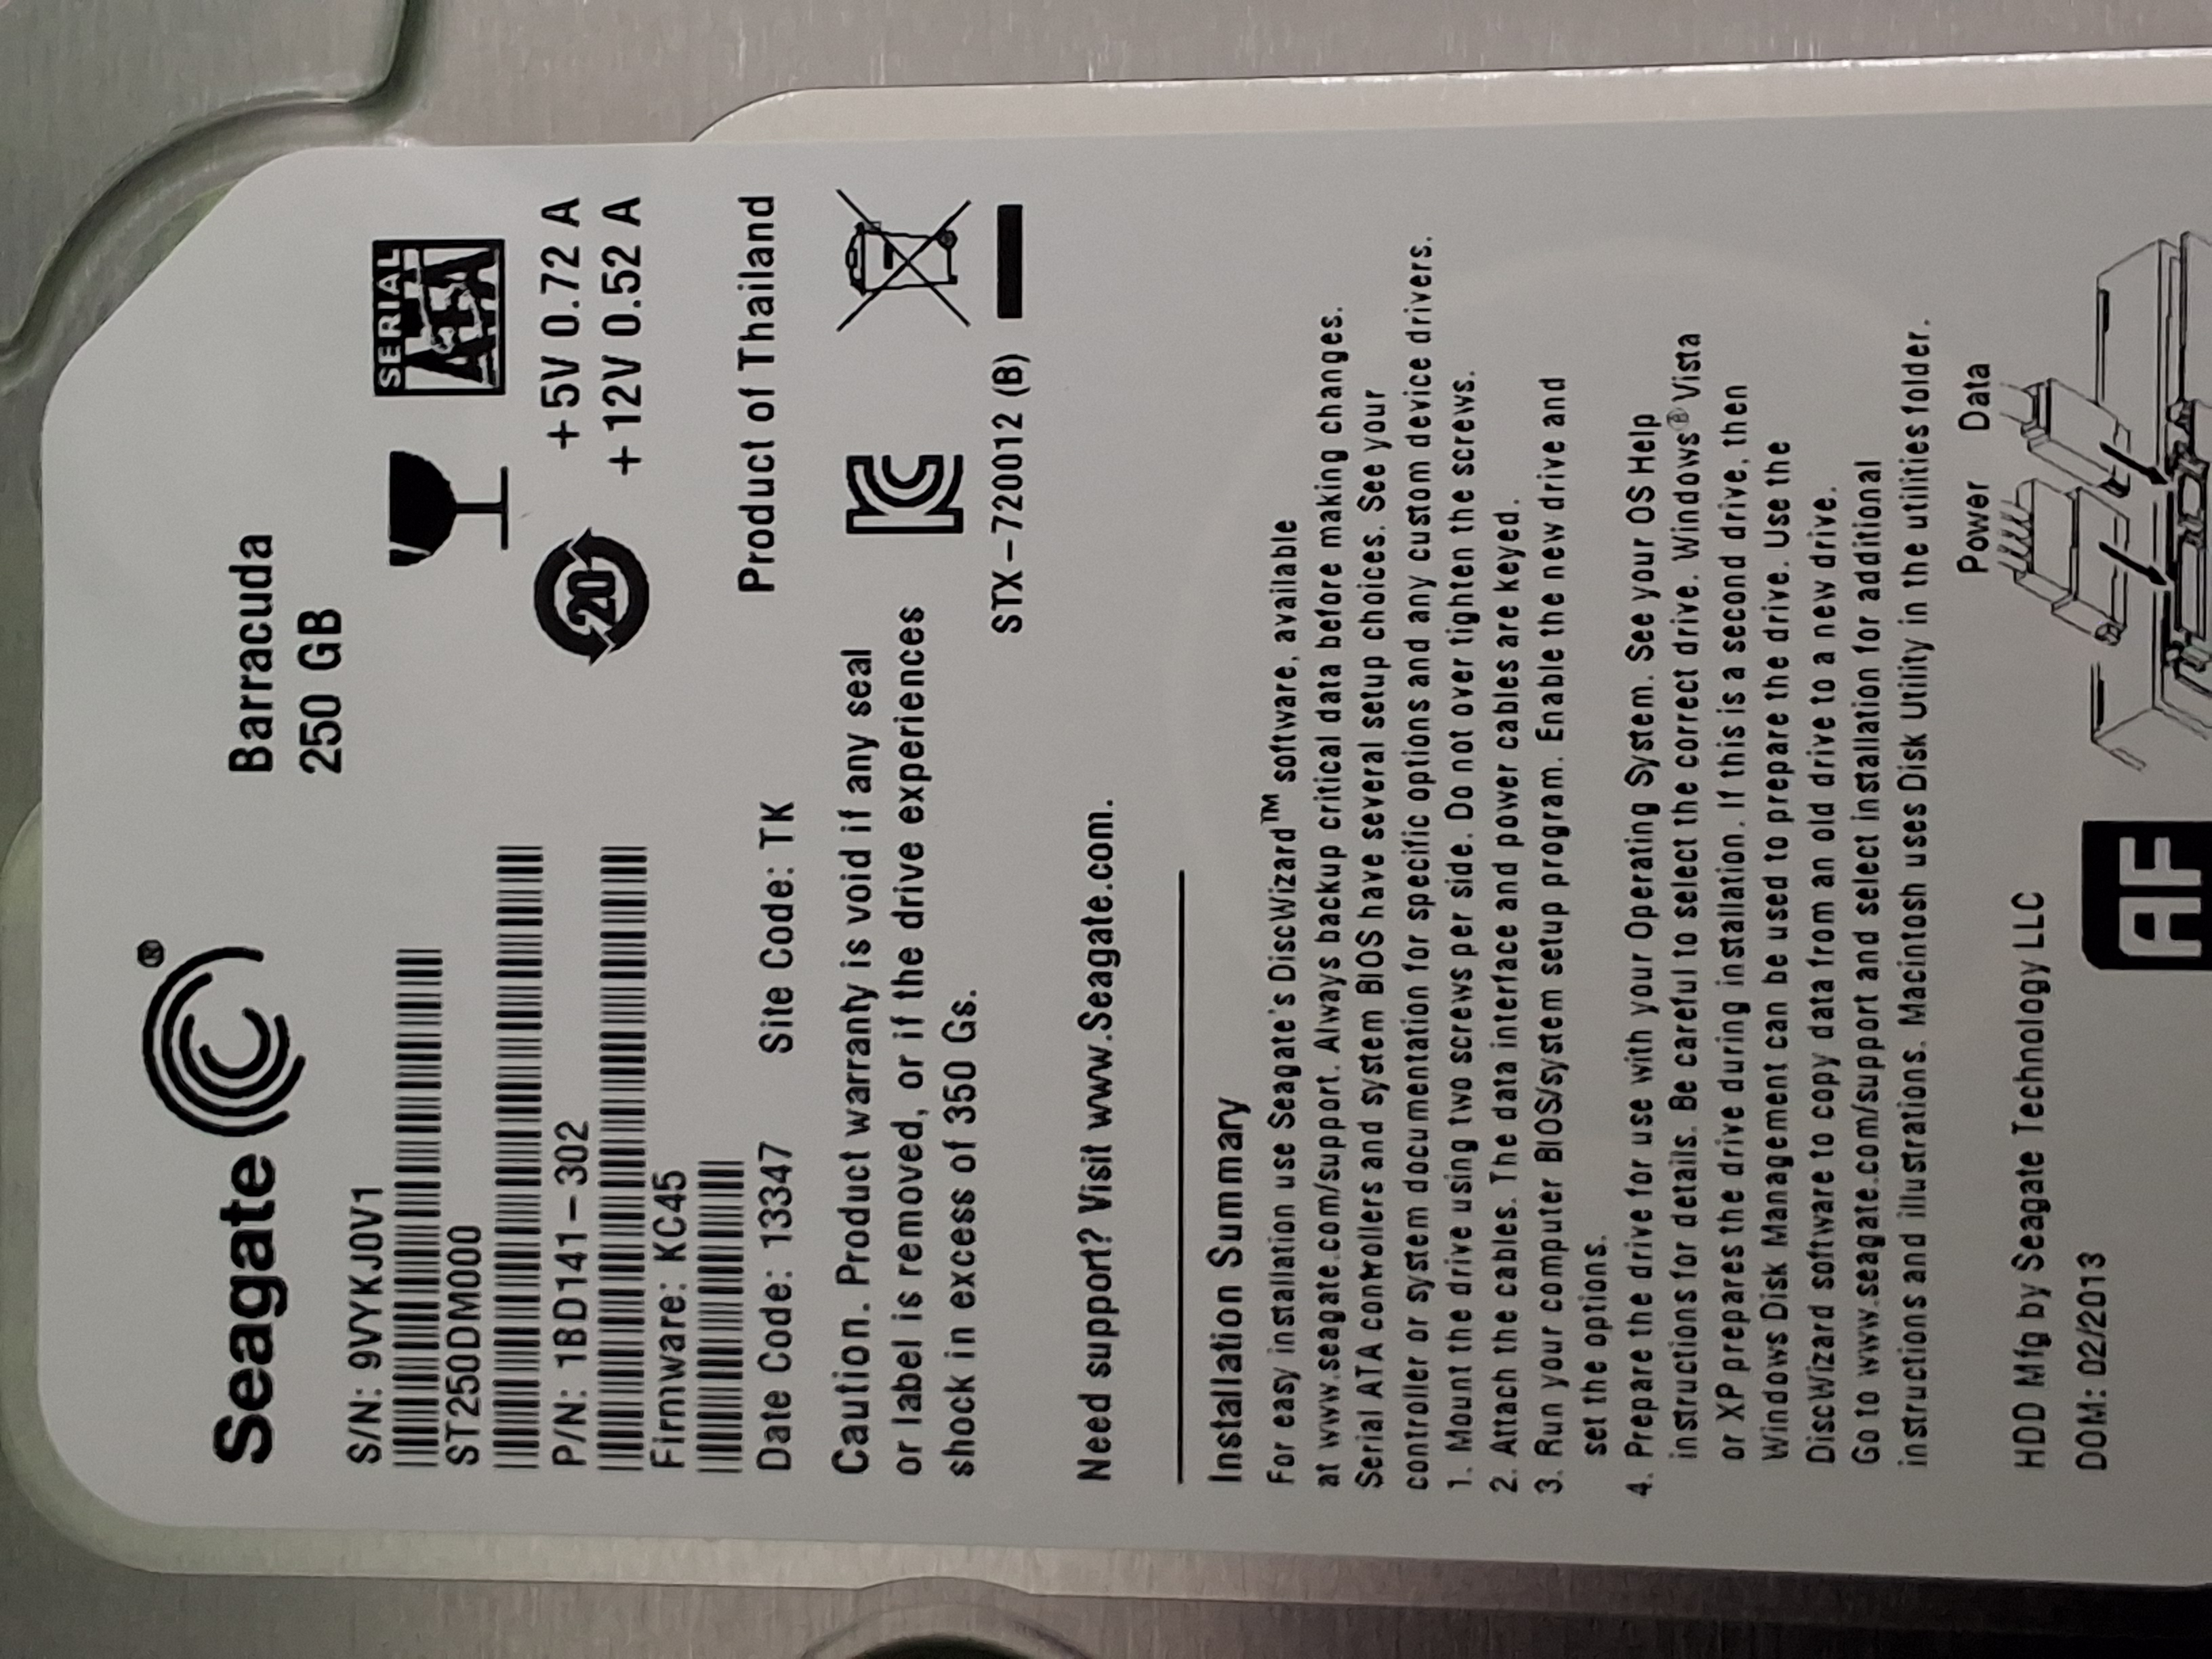 Seagate®
Barracuda
250 GB
S/N: 9VYKJ0V1
ST250DM000
P/N: 1BD141-302
Firmware: KC45
Date Code: 13347 Site Code: TK
SERIAL
ATA
20
+5V 0.72 A
+12V 0.52 A
Product of Thailand
Caution. Product warranty is void if any seal
or label is removed, or if the drive experiences
shock in excess of 350 Gs.
KC
STX-720012 (B)
Need support? Visit www.Seagate.com.
Installation Summary
For easy installation use Seagate's DiscWizard™ software, available
at www.seagate.com/support. Always backup critical data before making changes.
Serial ATA controllers and system BIOS have several setup choices. See your
controller or system documentation for specific options and any custom device drivers.
1. Mount the drive using two screws per side. Do not over tighten the screws.
2. Attach the cables. The data interface and power cables are keyed.
3. Run your computer BIOS/system setup program. Enable the new drive and
set the options.
4. Prepare the drive for use with your Operating System. See your OS Help
instructions for details. Be careful to select the correct drive. Windows® Vista
or XP prepares the drive during installation. If this is a second drive, then
Windows Disk Management can be used to prepare the drive. Use the
DiscWizard software to copy data from an old drive to a new drive.
Go to www.seagate.com/support and select installation for additional
instructions and illustrations. Macintosh uses Disk Utility in the utilities folder.
Power Data
HDD Mfg by Seagate Technology LLC
DOM: 02/2013
AF